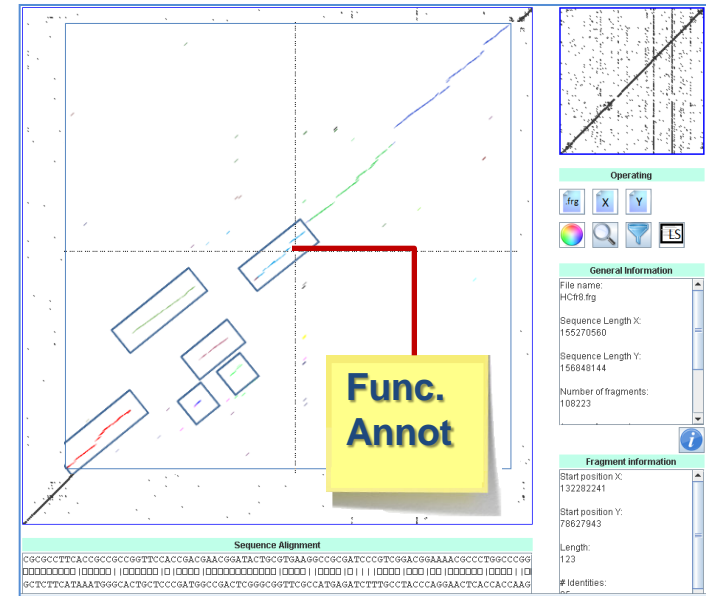 Operating
.frg
X
Y
LS
General Information
File name:
HCfr8.frg
Sequence Length X:
155270560
Sequence Length Y:
156848144
Number of fragments:
108223
i
Func.
Annot
Fragment information
Start position X:
132282241
Start position Y:
78627943
Length:
123
# Identities:
Sequence Alignment
CGCGCCTTCACCGCCGCCGGTTCCACCGACGAACGGATACTGCGTGAAGGCCGCGATCCCGTCGGACGGAAAACGCCCTGGCCCGG
GCTCTTCATAAATGGGCACTGCTCCCGATGGCCGACTCGGGCGGTTCGCCATGAGATCTTTGCCTACCCAGGAACTCACCACCAAG